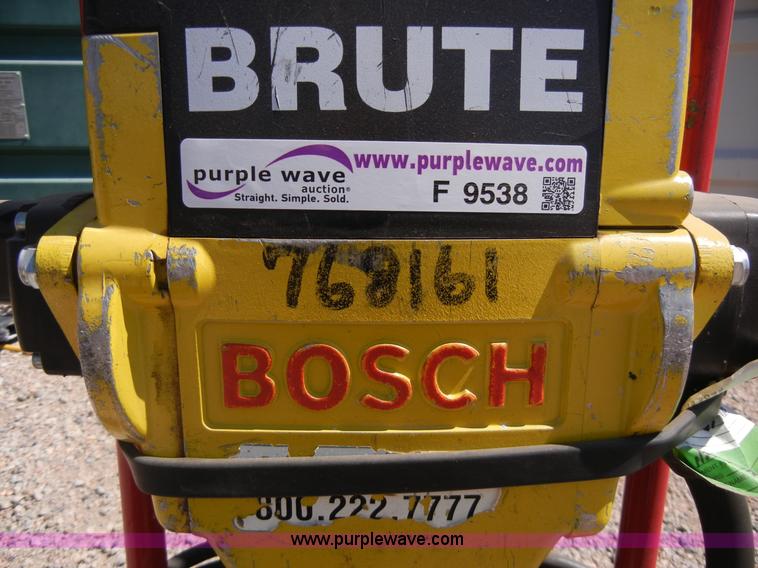 BRUTE
purple wave
auction®
Straight. Simple. Sold.
www.purplewave.com
F 9538
768161
BOSCH
800.222.7777
www.purplewave.com